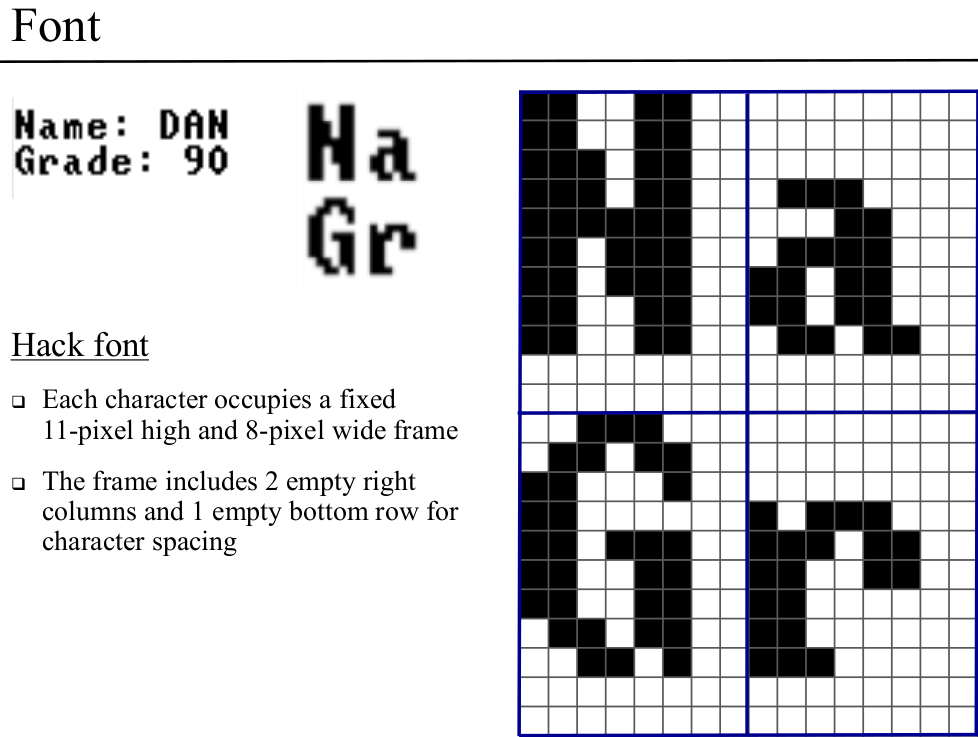 Font
Name: DAN
Grade: 90
Na
Gr
Hack font
Each character occupies a fixed
11-pixel high and 8-pixel wide frame
The frame includes 2 empty right
columns and 1 empty bottom row for
character spacing
N a
G r